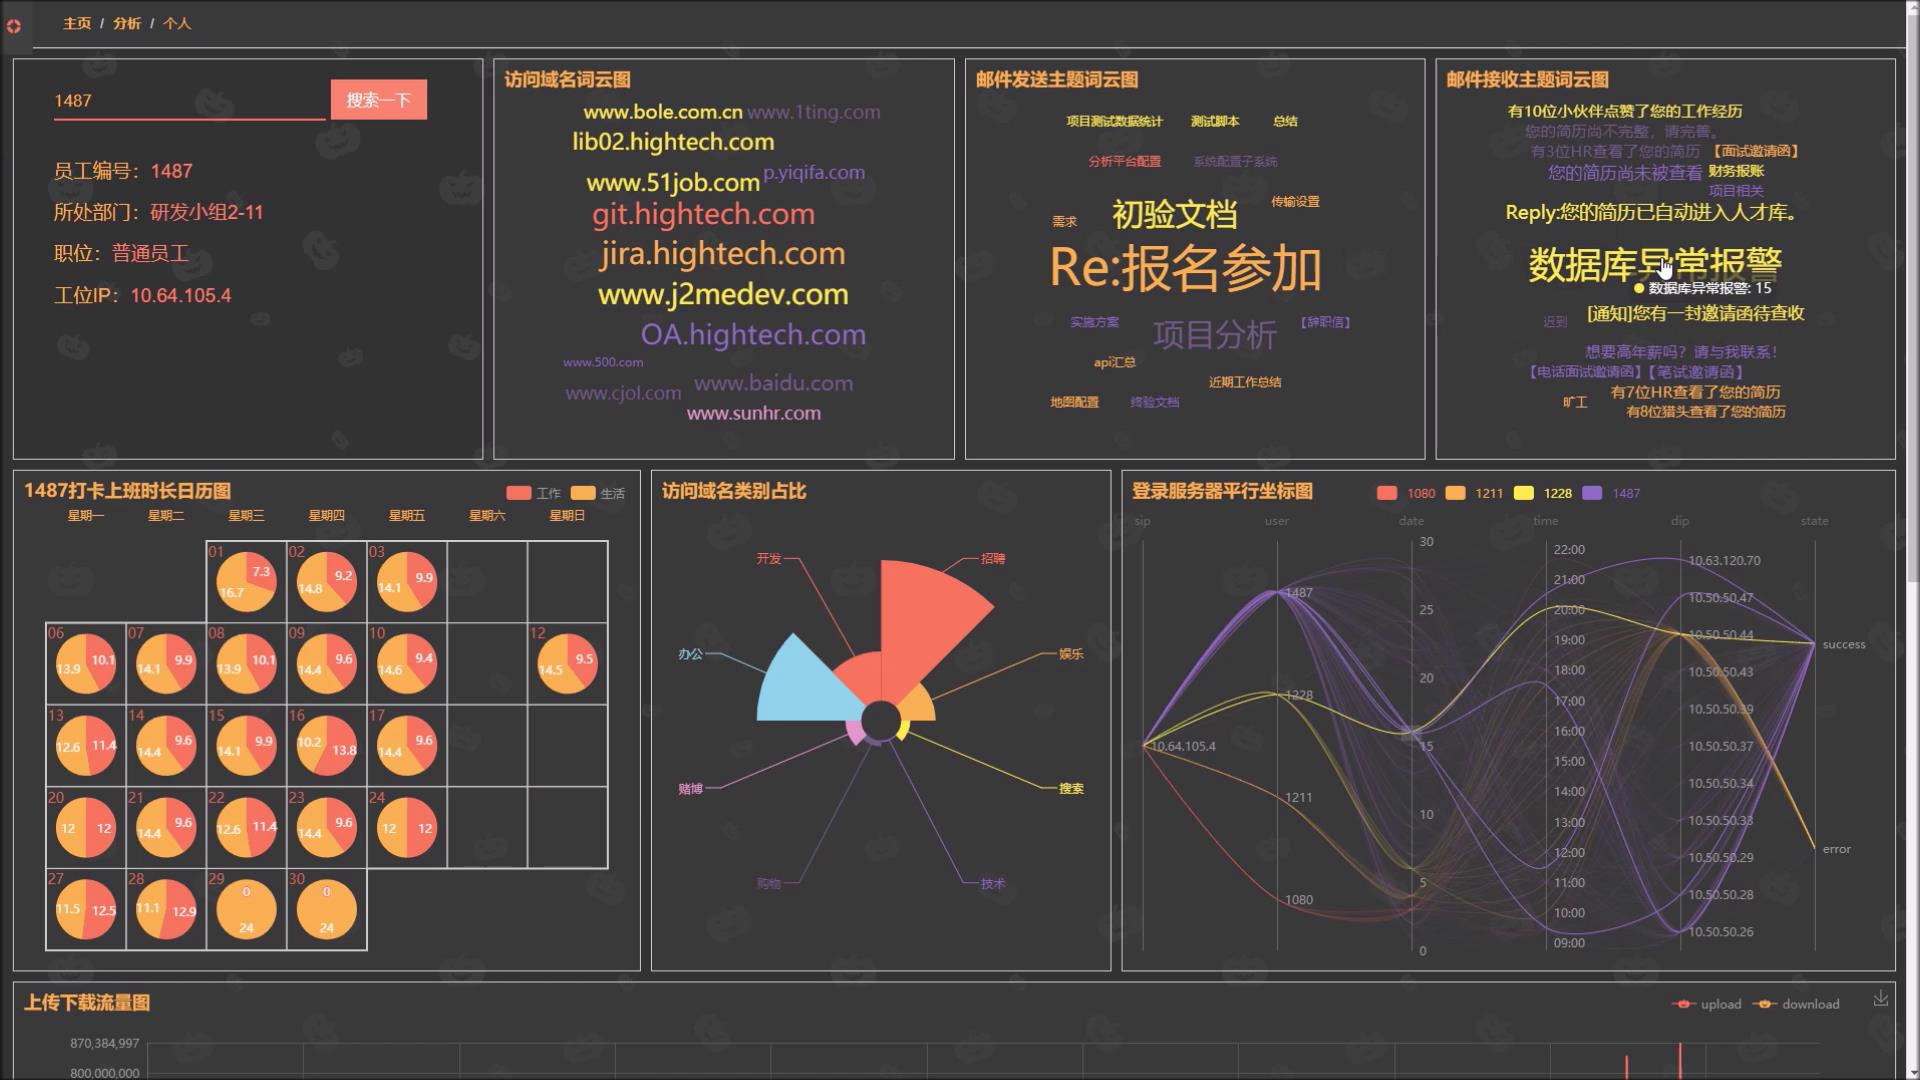 主页 / 分析 / 个人
1487
搜索一下
员工编号：1487
所处部门：研发小组2-11
职位：普通员工
工位IP：10.64.105.4
访问域名词云图
www.bole.com.cn www.1ting.com
lib02.hightech.com
p.yiqifa.com
www.51job.com
git.hightech.com
jira.hightech.com
www.j2medev.com
OA.hightech.com
www.500.com
www.baidu.com
www.cjol.com
www.sunhr.com
邮件发送主题词云图
项目测试数据统计 测试脚本 总结
分析平台配置 系统配置子系统
传输设置
需求 初验文档
Re:报名参加
实施方案 项目分析 【辞职信】
api汇总
近期工作总结
地图配置 终验文档
邮件接收主题词云图
有10位小伙伴点赞了您的工作经历
您的简历尚不完整，请完善。
有3位HR查看了您的简历 【面试邀请函】
您的简历尚未被查看 财务报账
项目相关
Reply:您的简历已自动进入人才库。
数据库异常报警
数据库异常报警: 15
迟到 [通知]您有一封邀请函待查收
想要高年薪吗？请与我联系！
【电话面试邀请函】【笔试邀请函】
有7位HR查看了您的简历
旷工
有8位猎头查看了您的简历
1487打卡上班时长日历图
工作 生活
星期一 星期二 星期三 星期四 星期五 星期六 星期日
01 02 03
7.3 16.7 9.2 14.8 9.9 14.1
06 07 08 09 10 12
13.9 10.1 14.1 9.9 13.9 10.1 14.4 9.6 14.6 9.4 14.5 9.5
13 14 15 16 17
12.6 11.4 14.4 9.6 14.1 9.9 10.2 13.8 14.4 9.6
20 21 22 23 24
12 12 14.4 9.6 12.6 11.4 14.4 9.6 12 12
27 28 29 30
11.5 12.5 11.1 12.9 0 24 0 24
访问域名类别占比
开发 招聘
办公 娱乐
赌博 搜索
购物 技术
登录服务器平行坐标图
1080 1211 1228 1487
sip user date time dip state
10.64.105.4
1487
1228
1211
1080
30
25
20
15
10
5
0
22:00
21:00
20:00
19:00
18:00
17:00
16:00
15:00
14:00
13:00
12:00
11:00
10:00
09:00
10.63.120.70
10.50.50.47
10.50.50.44
10.50.50.43
10.50.50.39
10.50.50.37
10.50.50.34
10.50.50.33
10.50.50.29
10.50.50.28
10.50.50.26
success
error
上传下载流量图
upload download
870,384,997
800,000,000